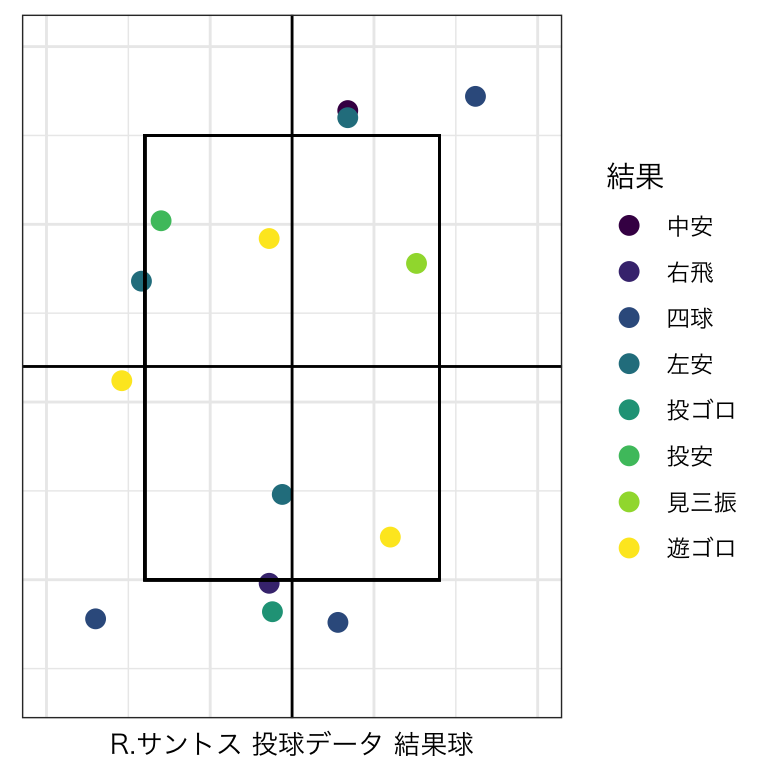 結果
中安
右飛
四球
左安
投ゴロ
投安
見三振
遊ゴロ
R.サントス 投球データ 結果球